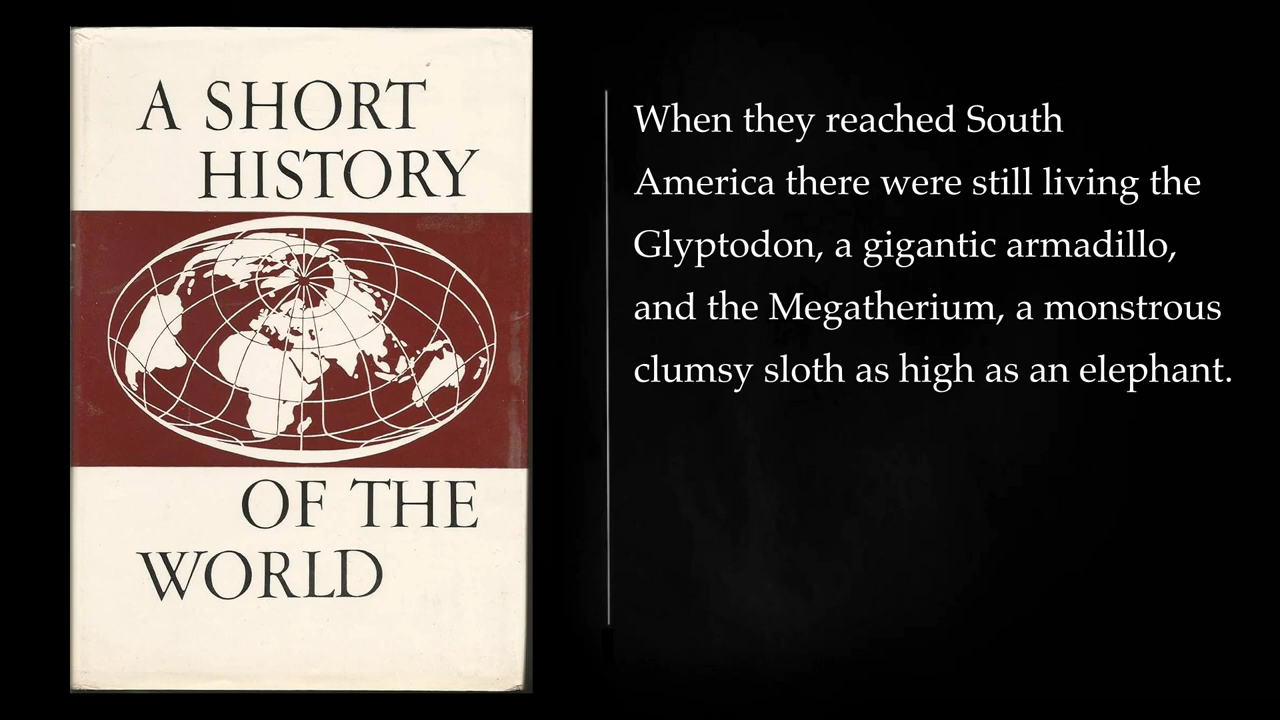 A SHORT
HISTORY
OF THE
WORLD
When they reached South
America there were still living the
Glyptodon, a gigantic armadillo,
and the Megatherium, a monstrous
clumsy sloth as high as an elephant.